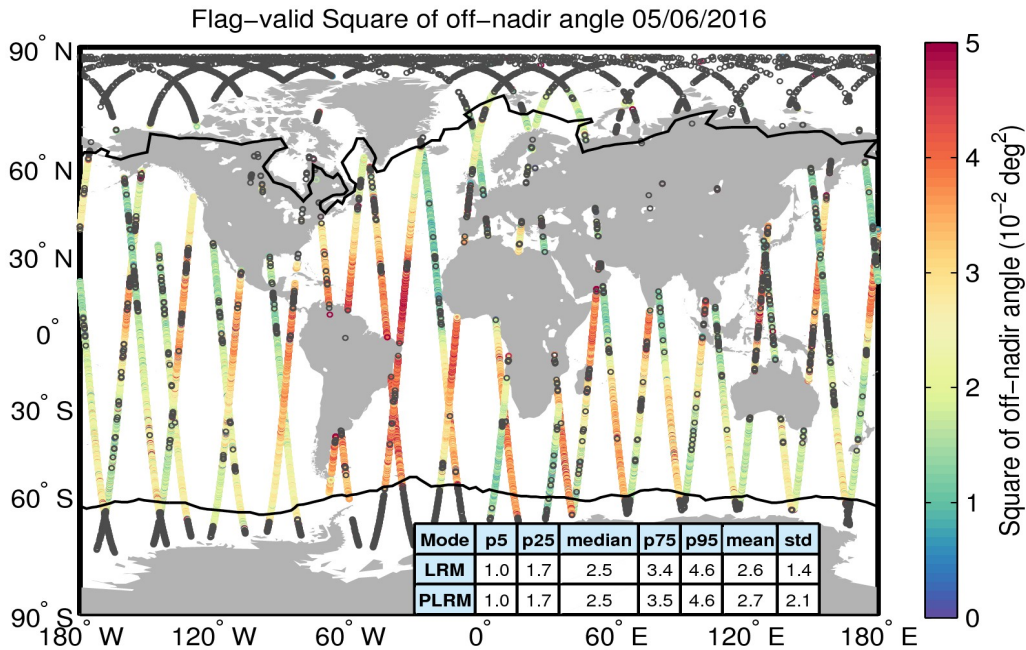 Flag−valid Square of off−nadir angle 05/06/2016
90° N
60° N
30° N
0°
30° S
60° S
90° S
180° W
120° W
60° W
0°
60° E
120° E
180° E
Mode p5 p25 median p75 p95 mean std
LRM 1.0 1.7 2.5 3.4 4.6 2.6 1.4
PLRM 1.0 1.7 2.5 3.5 4.6 2.7 2.1
5
4
3
2
1
0
Square of off−nadir angle (10⁻² deg²)